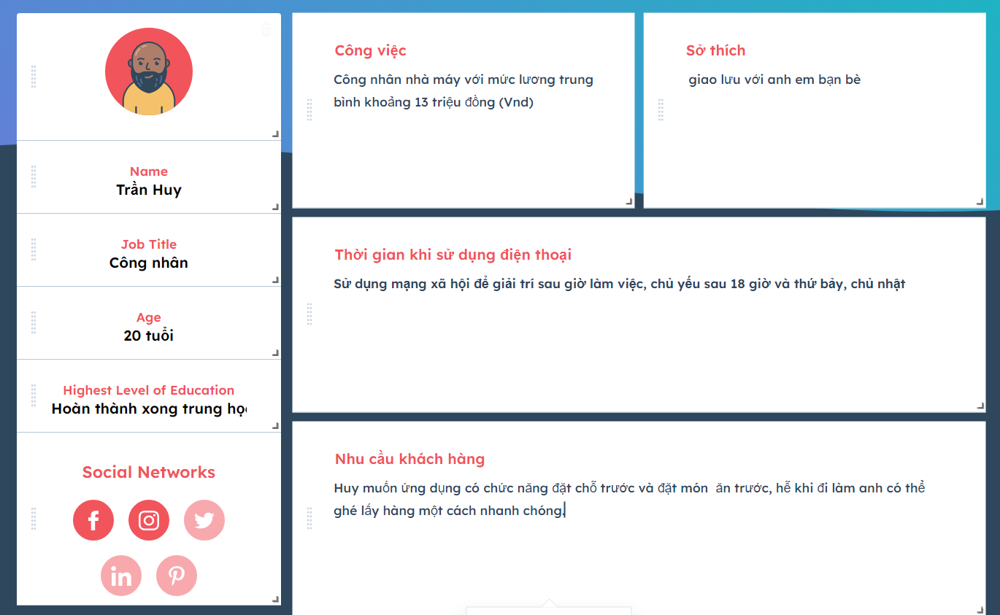 Name
Trần Huy
Job Title
Công nhân
Age
20 tuổi
Highest Level of Education
Hoàn thành xong trung
Social Networks
Công việc
Công nhân nhà máy với mức lương trung
bình khoảng 13 triệu đồng (Vnd)
Sở thích
giao lưu với anh em bạn bè
Thời gian khi sử dụng điện thoại
Sử dụng mạng xã hội để giải trí sau giờ làm việc, chủ yếu sau 18 giờ và thứ bảy, chủ nhật
Nhu cầu khách hàng
Huy muốn ứng dụng có chức năng đặt chỗ trước và đặt món ăn trước, hễ khi đi làm anh có thể
ghé lấy hàng một cách nhanh chóng.